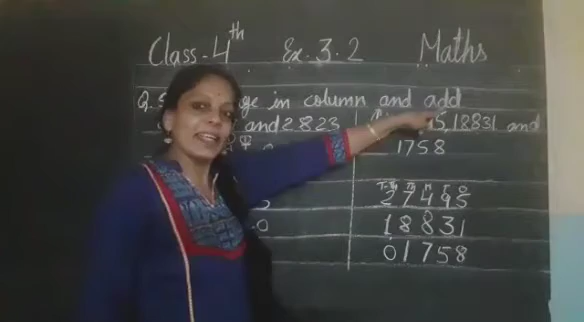 Class-4th Ex.3.2 Maths
Q. in column and add
and 2823 5,18831 and
1758
T-Th Th H T O
27495
18831
01758